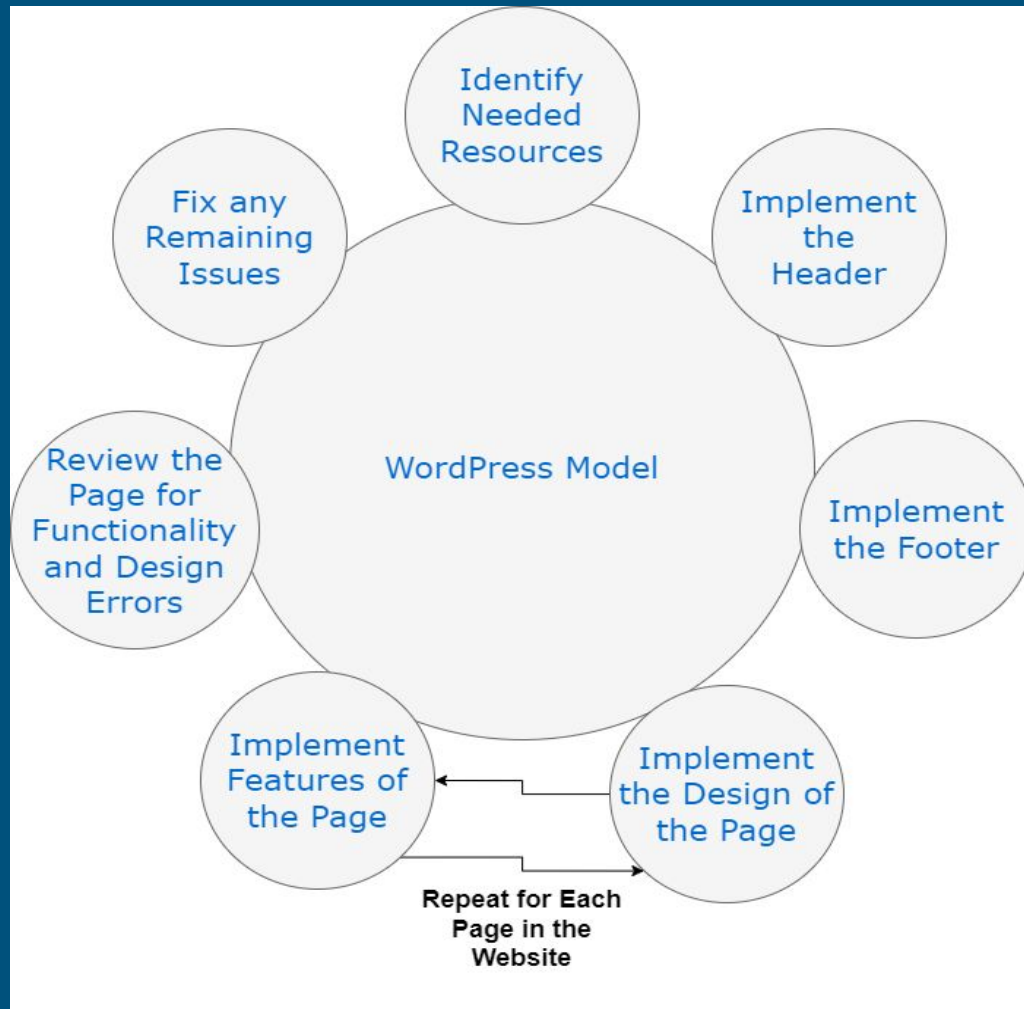 Identify
Needed
Resources
Implement
the
Header
Implement
the Footer
Implement
the Design of
the Page
Repeat for Each
Page in the
Website
Implement
Features of
the Page
Review the
Page for
Functionality
and Design
Errors
Fix any
Remaining
Issues
WordPress Model